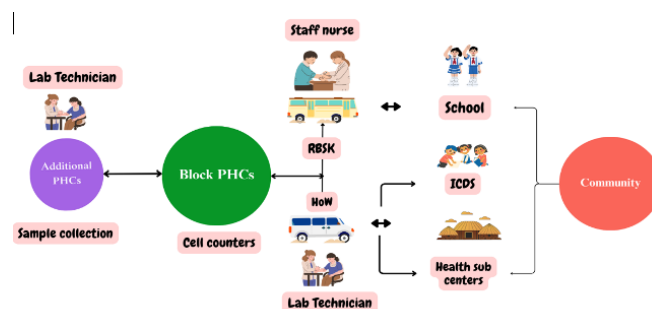 Staff nurse
Lab Technician
School
RBSK
Additional
PHCs
Block PHCs
ICDS
Community
HoW
Sample collection
Cell counters
Health sub
centers
Lab Technician